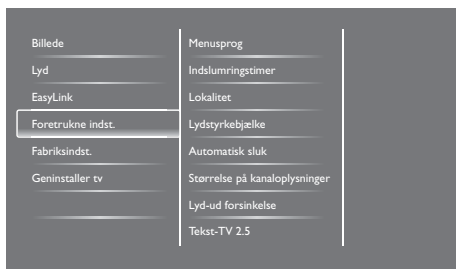 Billede
Lyd
EasyLink
Foretrukne indst.
Fabriksindst.
Geninstaller tv
Menusprog
Indslumringstimer
Lokalitet
Lydstyrkebjælke
Automatisk sluk
Størrelse på kanaloplysninger
Lyd-ud forsinkelse
Tekst-TV 2.5